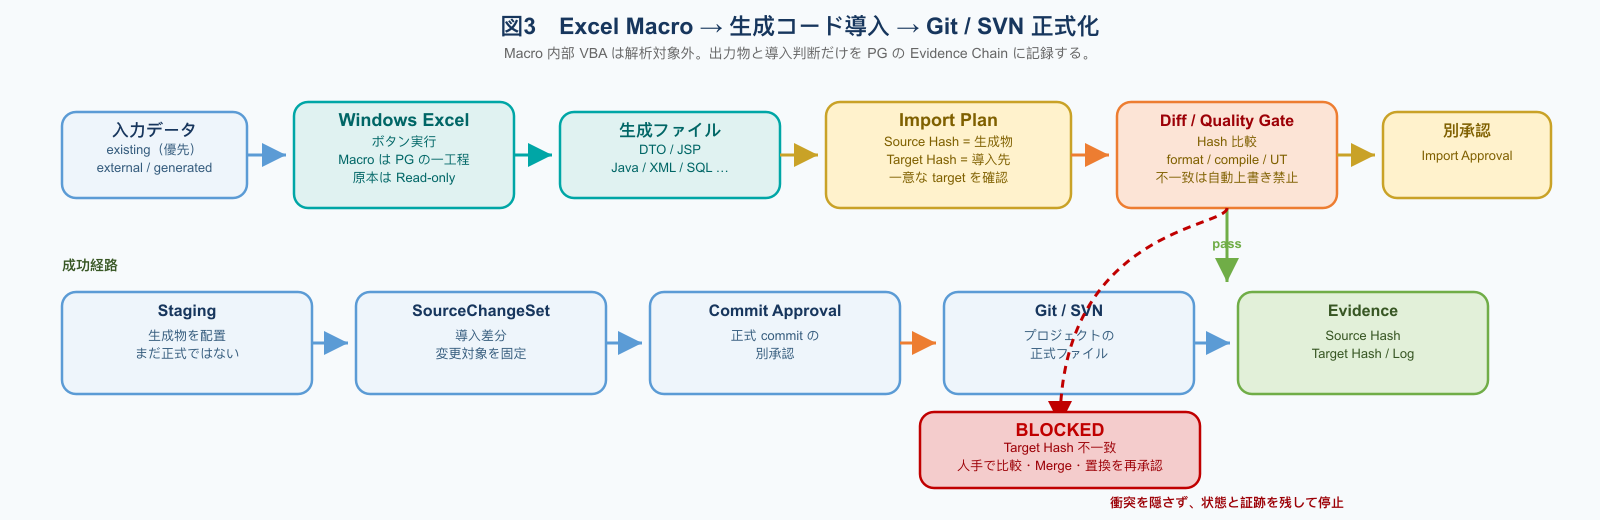 図3　Excel Macro → 生成コード導入 → Git / SVN 正式化
Macro 内部 VBA は解析対象外。出力物と導入判断だけを PG の Evidence Chain に記録する。
入力データ
existing（優先）
external / generated
Windows Excel
ボタン実行
Macro は PG の一工程
原本は Read-only
生成ファイル
DTO / JSP
Java / XML / SQL …
Import Plan
Source Hash = 生成物
Target Hash = 導入先
一意な target を確認
Diff / Quality Gate
Hash 比較
format / compile / UT
不一致は自動上書き禁止
別承認
Import Approval
pass
成功経路
Staging
生成物を配置
まだ正式ではない
SourceChangeSet
導入差分
変更対象を固定
Commit Approval
正式 commit の
別承認
Git / SVN
プロジェクトの
正式ファイル
Evidence
Source Hash
Target Hash / Log
BLOCKED
Target Hash 不一致
人手で比較・Merge・置換を再承認
衝突を隠さず、状態と証跡を残して停止